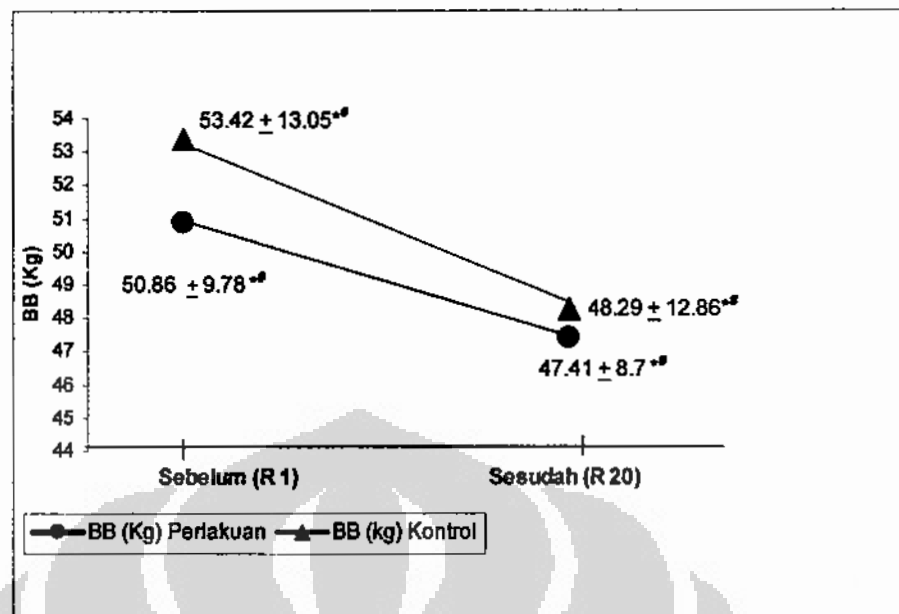 54
53.42 ± 13.05*#
53
52
51
50
50.86 ± 9.78*#
49
48
48.29 ± 12.86*#
47
47.41 ± 8.7*#
46
45
44
BB (Kg)
Sebelum (R 1) Sesudah (R 20)
BB (Kg) Perlakuan BB (kg) Kontrol